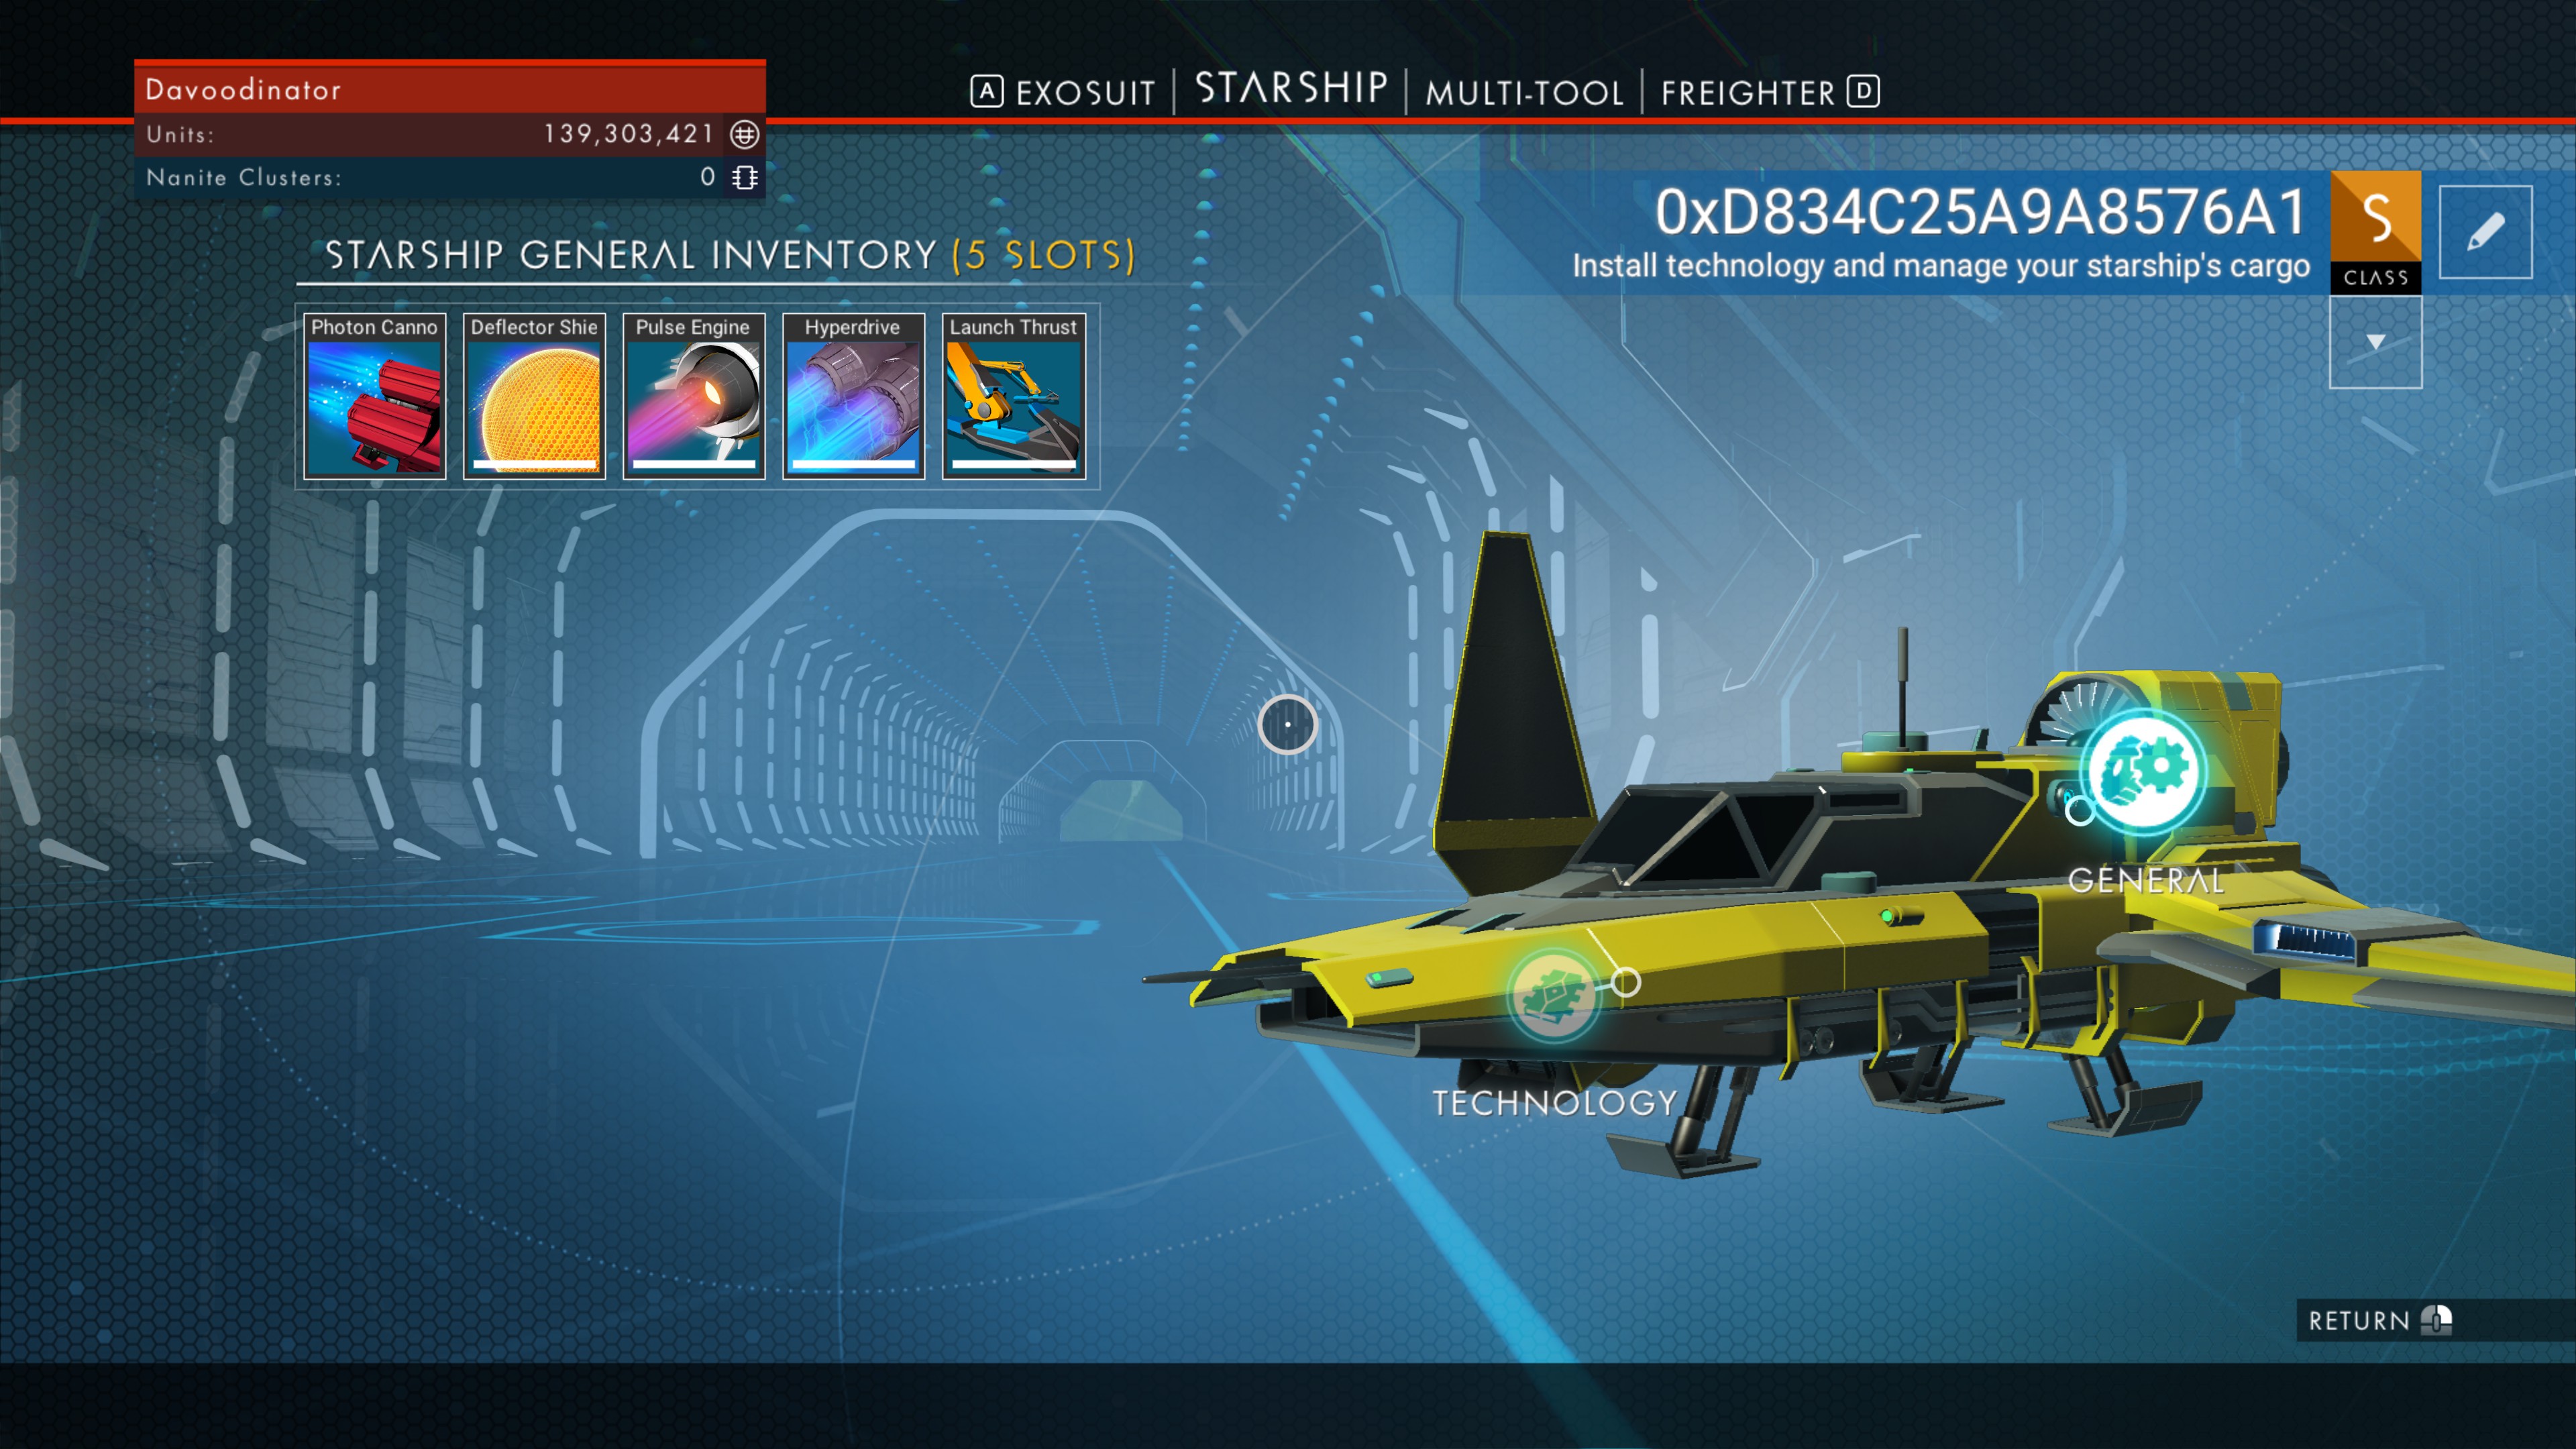 Davoodinator
Units: 139,303,421
Nanite Clusters: 0
A EXOSUIT STARSHIP MULTI-TOOL FREIGHTER D
0xD834C25A9A8576A1
Install technology and manage your starship's cargo
S
CLASS
STARSHIP GENERAL INVENTORY (5 SLOTS)
Photon Canno Deflector Shie Pulse Engine Hyperdrive Launch Thrust
GENERAL
TECHNOLOGY
RETURN